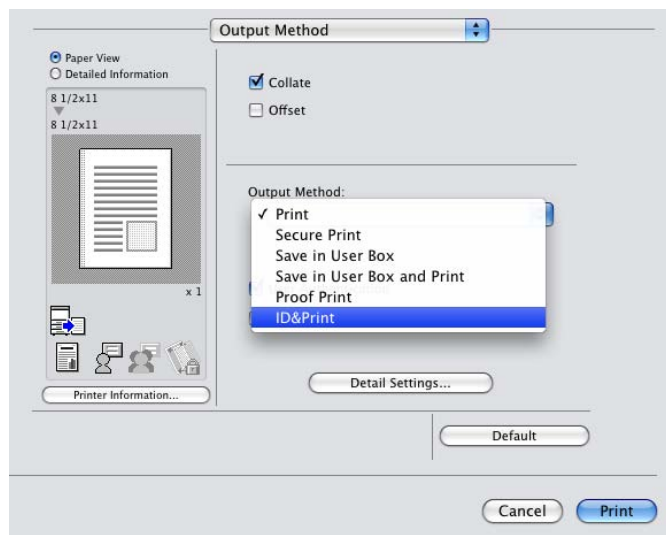 Output Method
Paper View
Detailed Information
8 1/2x11
8 1/2x11
x 1
Printer Information...
Collate
Offset
Output Method:
✓ Print
Secure Print
Save in User Box
Save in User Box and Print
Proof Print
ID&Print
Detail Settings...
Default
Cancel
Print